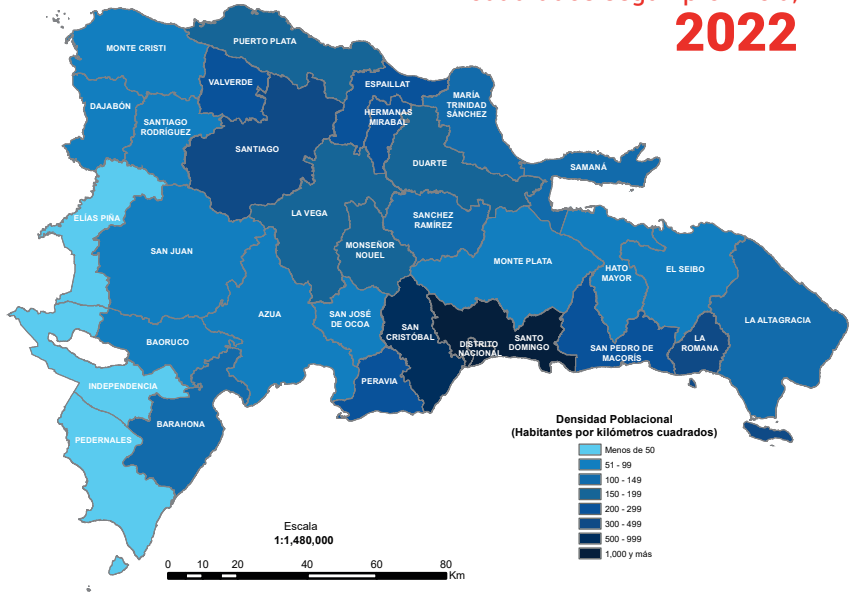 2022
MONTE CRISTI
PUERTO PLATA
VALVERDE
ESPAILLAT
DAJABÓN
SANTIAGO
RODRÍGUEZ
HERMANAS
MIRABAL
MARÍA
TRINIDAD
SÁNCHEZ
SANTIAGO
DUARTE
SAMANÁ
ELÍAS PIÑA
LA VEGA
SANCHEZ
RAMÍREZ
SAN JUAN
MONSEÑOR
NOUEL
MONTE PLATA
HATO
MAYOR
EL SEIBO
LA ALTAGRACIA
AZUA
SAN JOSÉ
DE OCOA
SAN
CRISTÓBAL
DISTRITO
NACIONAL
SANTO
DOMINGO
SAN PEDRO DE
MACORÍS
LA
ROMANA
BAORUCO
INDEPENDENCIA
PERAVIA
PEDERNALES
BARAHONA
Densidad Poblacional
(Habitantes por kilómetros cuadrados)
Menos de 50
51 - 99
100 - 149
150 - 199
200 - 299
300 - 499
500 - 999
1,000 y más
Escala
1:1,480,000
0 10 20 40 60 80
Km